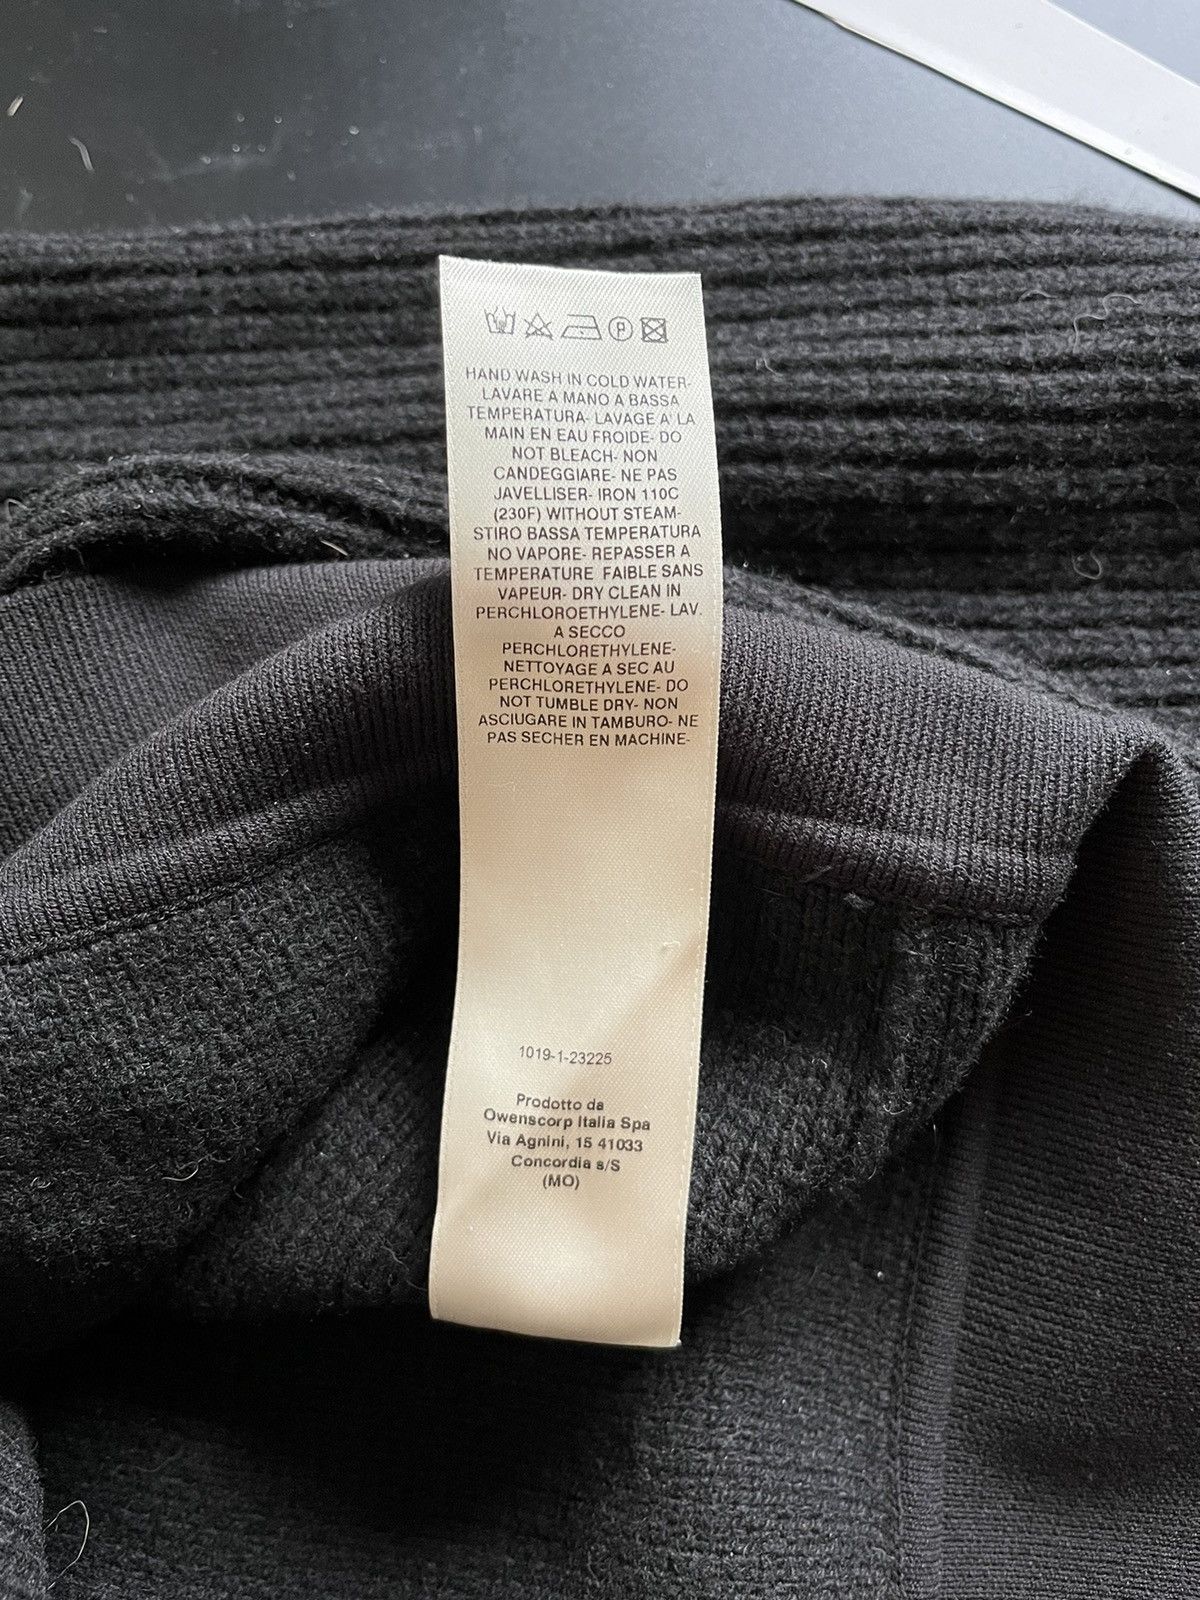 P
HAND WASH IN COLD WATER-
LAVARE A MANO A BASSA
TEMPERATURA- LAVAGE A' LA
MAIN EN EAU FROIDE- DO
NOT BLEACH- NON
CANDEGGIARE- NE PAS
JAVELLISER- IRON 110C
(230F) WITHOUT STEAM-
STIRO BASSA TEMPERATURA
NO VAPORE- REPASSER A
TEMPERATURE FAIBLE SANS
VAPEUR- DRY CLEAN IN
PERCHLOROETHYLENE- LAV.
A SECCO
PERCHLORETHYLENE-
NETTOYAGE A SEC AU
PERCHLORETHYLENE- DO
NOT TUMBLE DRY- NON
ASCIUGARE IN TAMBURO- NE
PAS SECHER EN MACHINE-
1019-1-23225
Prodotto da
Owenscorp Italia Spa
Via Agnini, 15 41033
Concordia s/S
(MO)